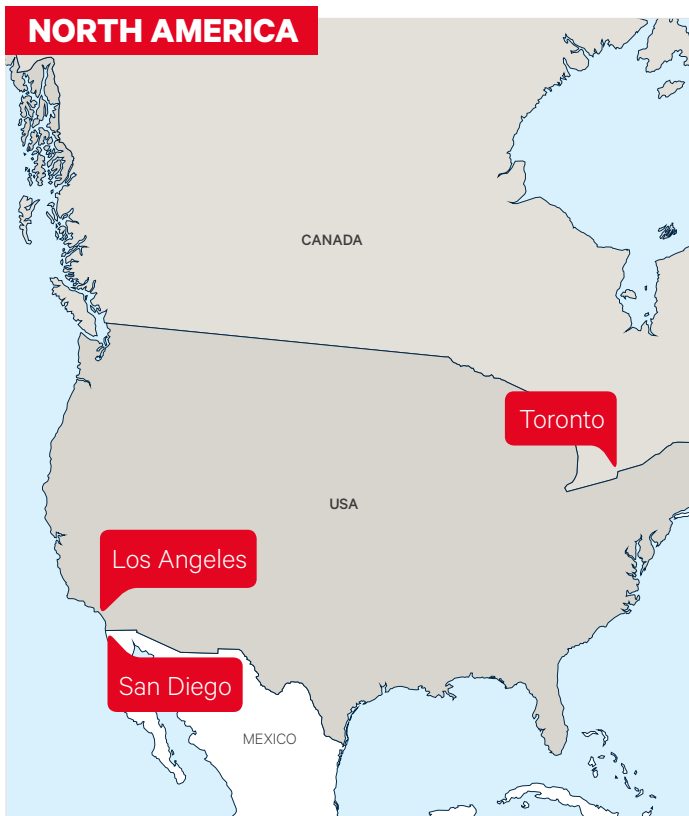 NORTH AMERICA
CANADA
Toronto
USA
Los Angeles
San Diego
MEXICO